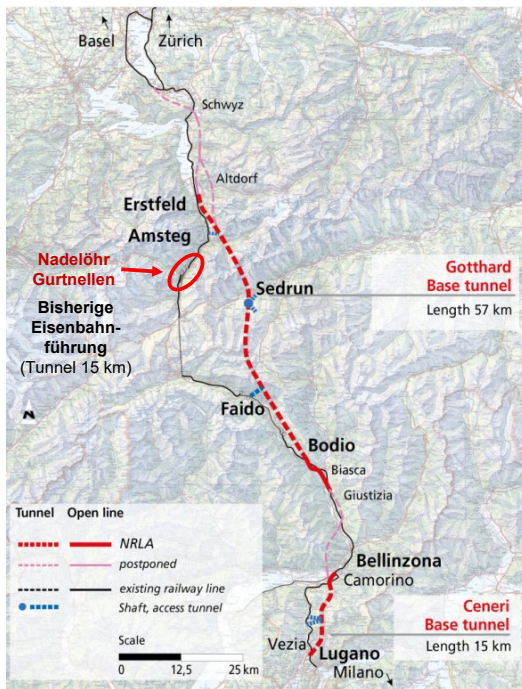 Basel
Zürich
Schwyz
Altdorf
Erstfeld
Amsteg
Nadelöhr
Gurtnellen
Sedrun
Gotthard
Base tunnel
Length 57 km
Bisherige
Eisenbahn-
führung
(Tunnel 15 km)
N
Faido
Bodio
Biasca
Giustizia
Tunnel Open line
NRLA
postponed
existing railway line
Shaft, access tunnel
Scale
0 12,5 25 km
Bellinzona
Camorino
Ceneri
Base tunnel
Length 15 km
Vezia
Lugano
Milano